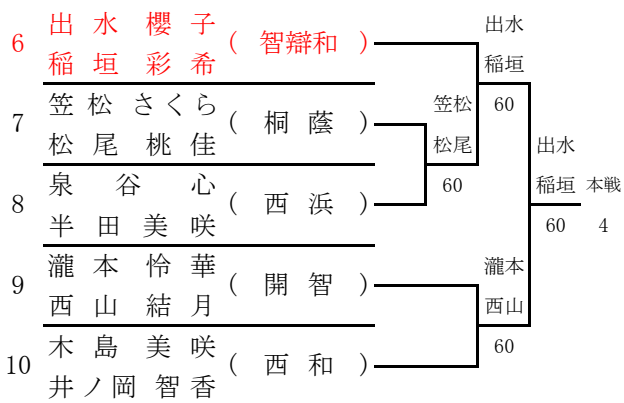 6 出水 櫻子 ( 智辯和 )
稲垣 彩希
7 笠松 さくら ( 桐蔭 )
松尾 桃佳
8 泉谷 心 ( 西浜 )
半田 美咲
9 瀧本 怜華 ( 開智 )
西山 結月
10 木島 美咲 ( 西和 )
井ノ岡 智香
笠松
松尾
60
出水
稲垣
60
瀧本
西山
60
出水
稲垣
60
本戦
4